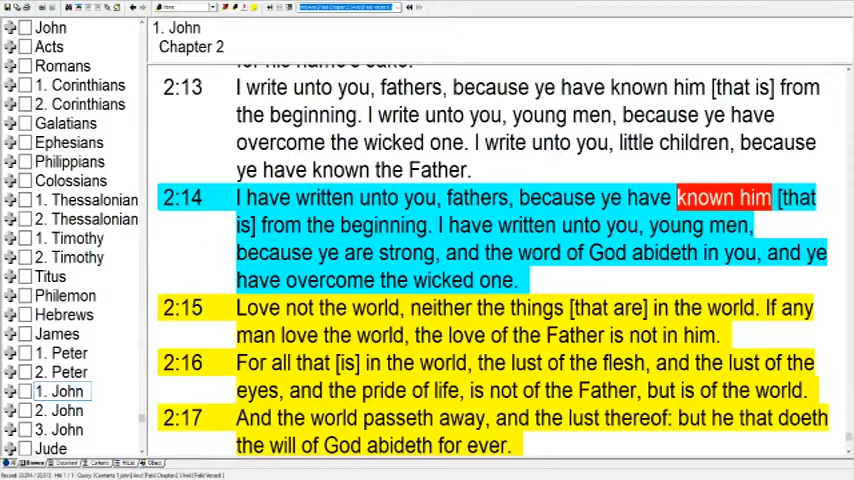 1. John
Chapter 2
John
Acts
Romans
1. Corinthians
2. Corinthians
Galatians
Ephesians
Philippians
Colossians
1. Thessalonian
2. Thessalonian
1. Timothy
2. Timothy
Titus
Philemon
Hebrews
James
1. Peter
2. Peter
1. John
2. John
3. John
Jude
2:13 I write unto you, fathers, because ye have known him [that is] from
the beginning. I write unto you, young men, because ye have
overcome the wicked one. I write unto you, little children, because
ye have known the Father.
2:14 I have written unto you, fathers, because ye have known him [that
is] from the beginning. I have written unto you, young men,
because ye are strong, and the word of God abideth in you, and ye
have overcome the wicked one.
2:15 Love not the world, neither the things [that are] in the world. If any
man love the world, the love of the Father is not in him.
2:16 For all that [is] in the world, the lust of the flesh, and the lust of the
eyes, and the pride of life, is not of the Father, but is of the world.
2:17 And the world passeth away, and the lust thereof: but he that doeth
the will of God abideth for ever.
All Browse Document Contents Hit List Object